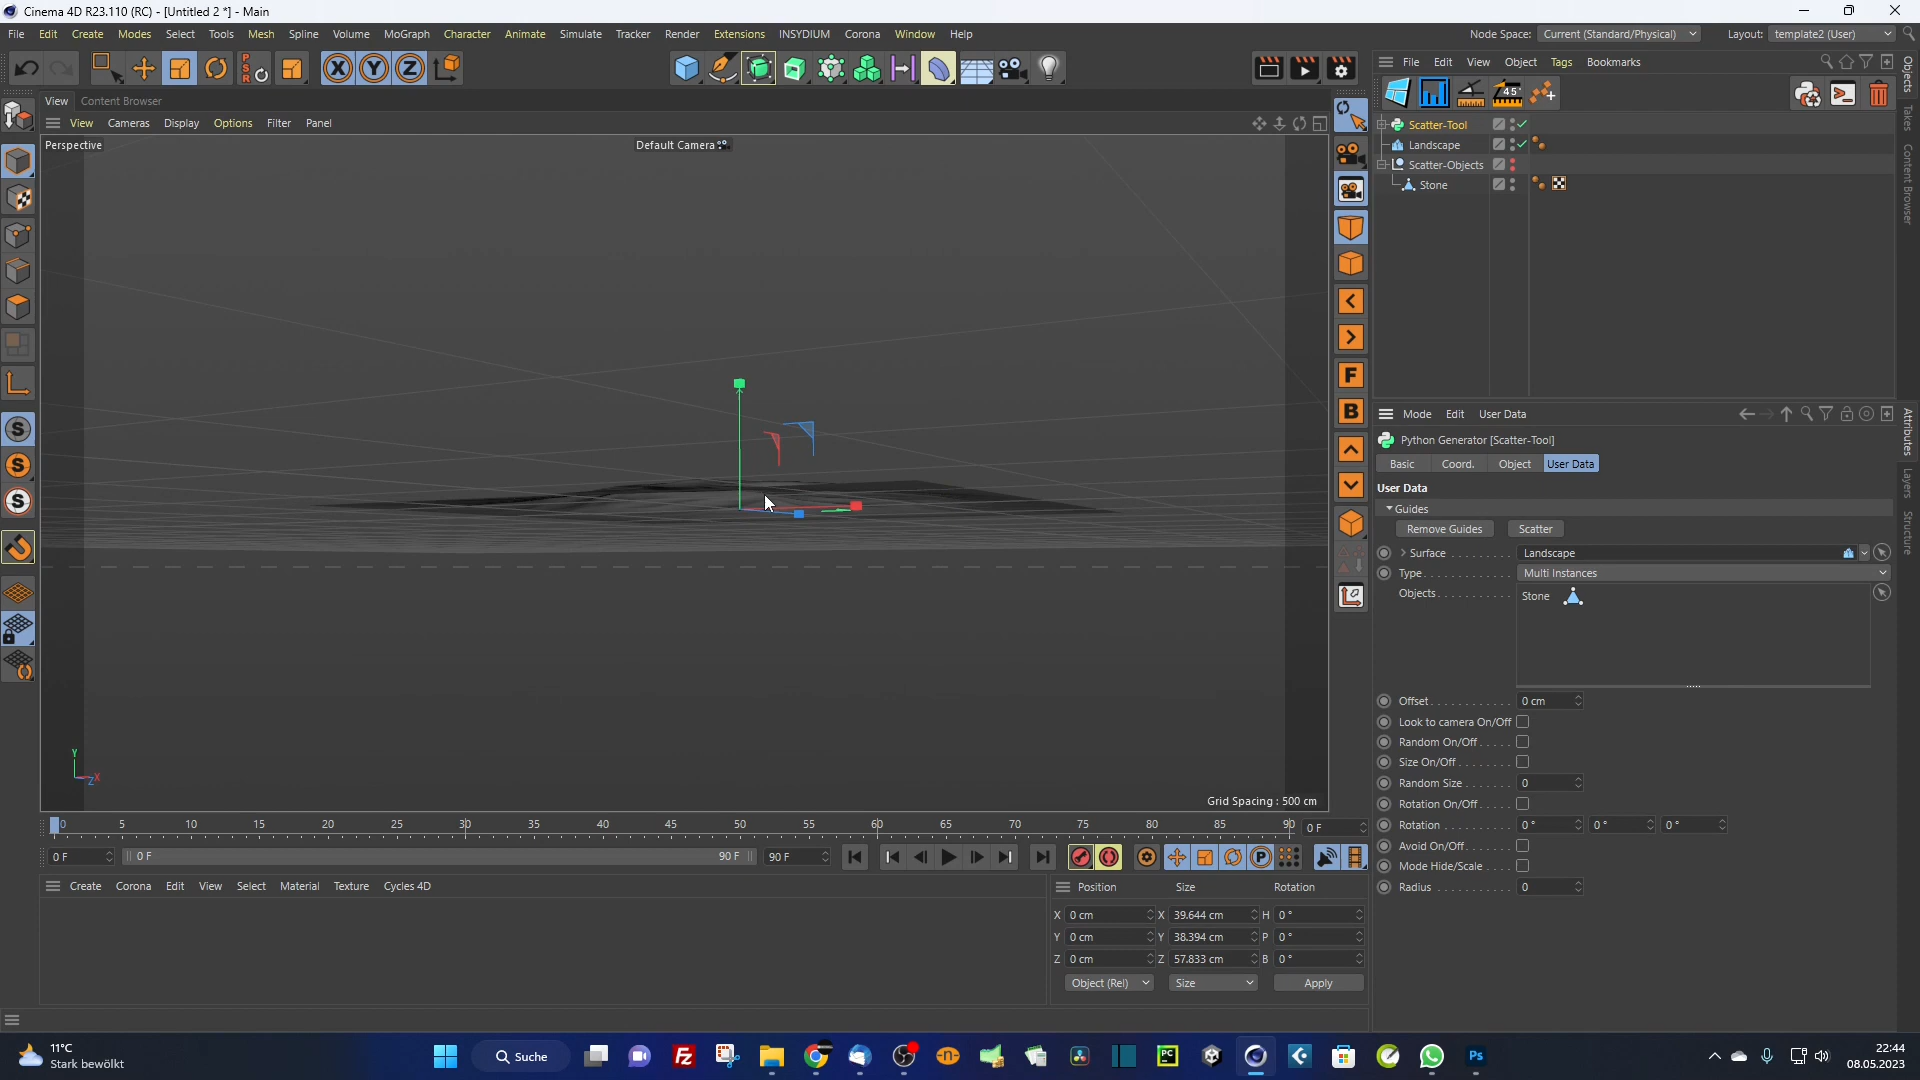 Cinema 4D R23.110 (RC) - [Untitled 2 *] - Main
File Edit Create Modes Select Tools Mesh Spline Volume MoGraph Character Animate Simulate Tracker Render Extensions INSYDIUM Corona Window Help
Node Space: Current (Standard/Physical) Layout: template2 (User)
View Content Browser
View Cameras Display Options Filter Panel
Perspective
Default Camera
Grid Spacing : 500 cm
File Edit View Object Tags Bookmarks
Scatter-Tool
Landscape
Scatter-Objects
Stone
Mode Edit User Data
Python Generator [Scatter-Tool]
Basic Coord. Object User Data
User Data
Guides
Remove Guides Scatter
Surface Landscape
Type Multi Instances
Objects Stone
Offset 0 cm
Look to camera On/Off
Random On/Off
Size On/Off
Random Size 0
Rotation On/Off
Rotation 0 ° 0 ° 0 °
Avoid On/Off
Mode Hide/Scale
Radius 0
Objects
Takes
Content Browser
Attributes
Layers
Structure
0 5 10 15 20 25 30 35 40 45 50 55 60 65 70 75 80 85 90 0 F
0 F 0 F 90 F 90 F
Create Corona Edit View Select Material Texture Cycles 4D
Position Size Rotation
X 0 cm X 39.644 cm H 0 °
Y 0 cm Y 38.394 cm P 0 °
Z 0 cm Z 57.833 cm B 0 °
Object (Rel) Size Apply
11°C
Stark bewölkt
Suche
22:44
08.05.2023